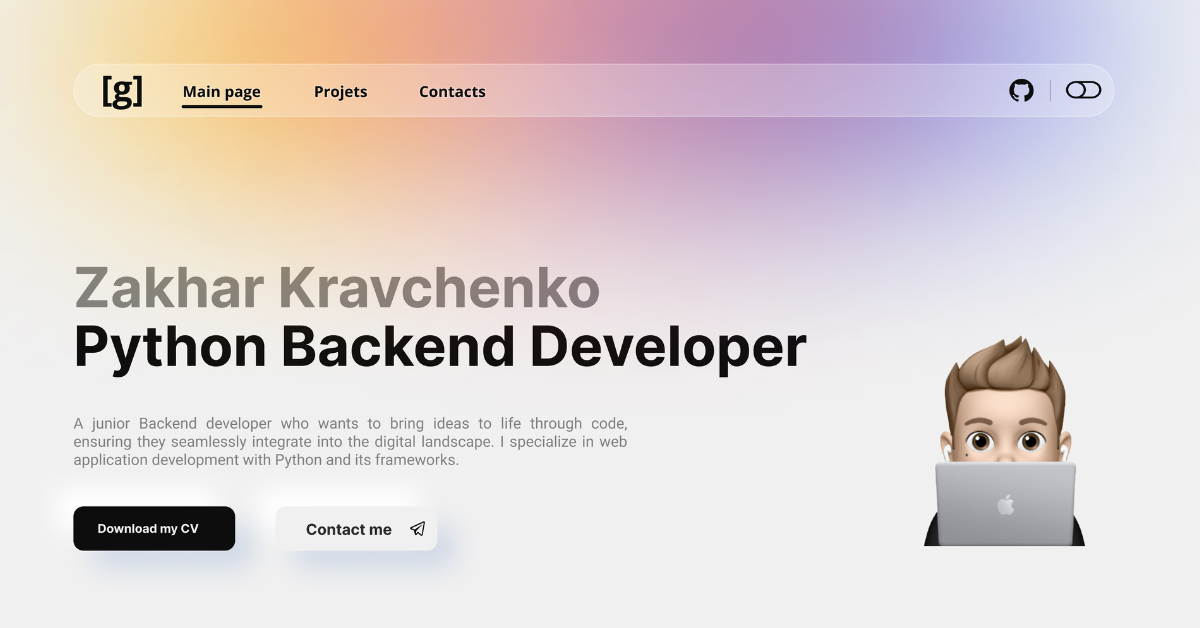 [g] Main page Projets Contacts
Zakhar Kravchenko
Python Backend Developer
A junior Backend developer who wants to bring ideas to life through code,
ensuring they seamlessly integrate into the digital landscape. I specialize in web
application development with Python and its frameworks.
Download my CV Contact me